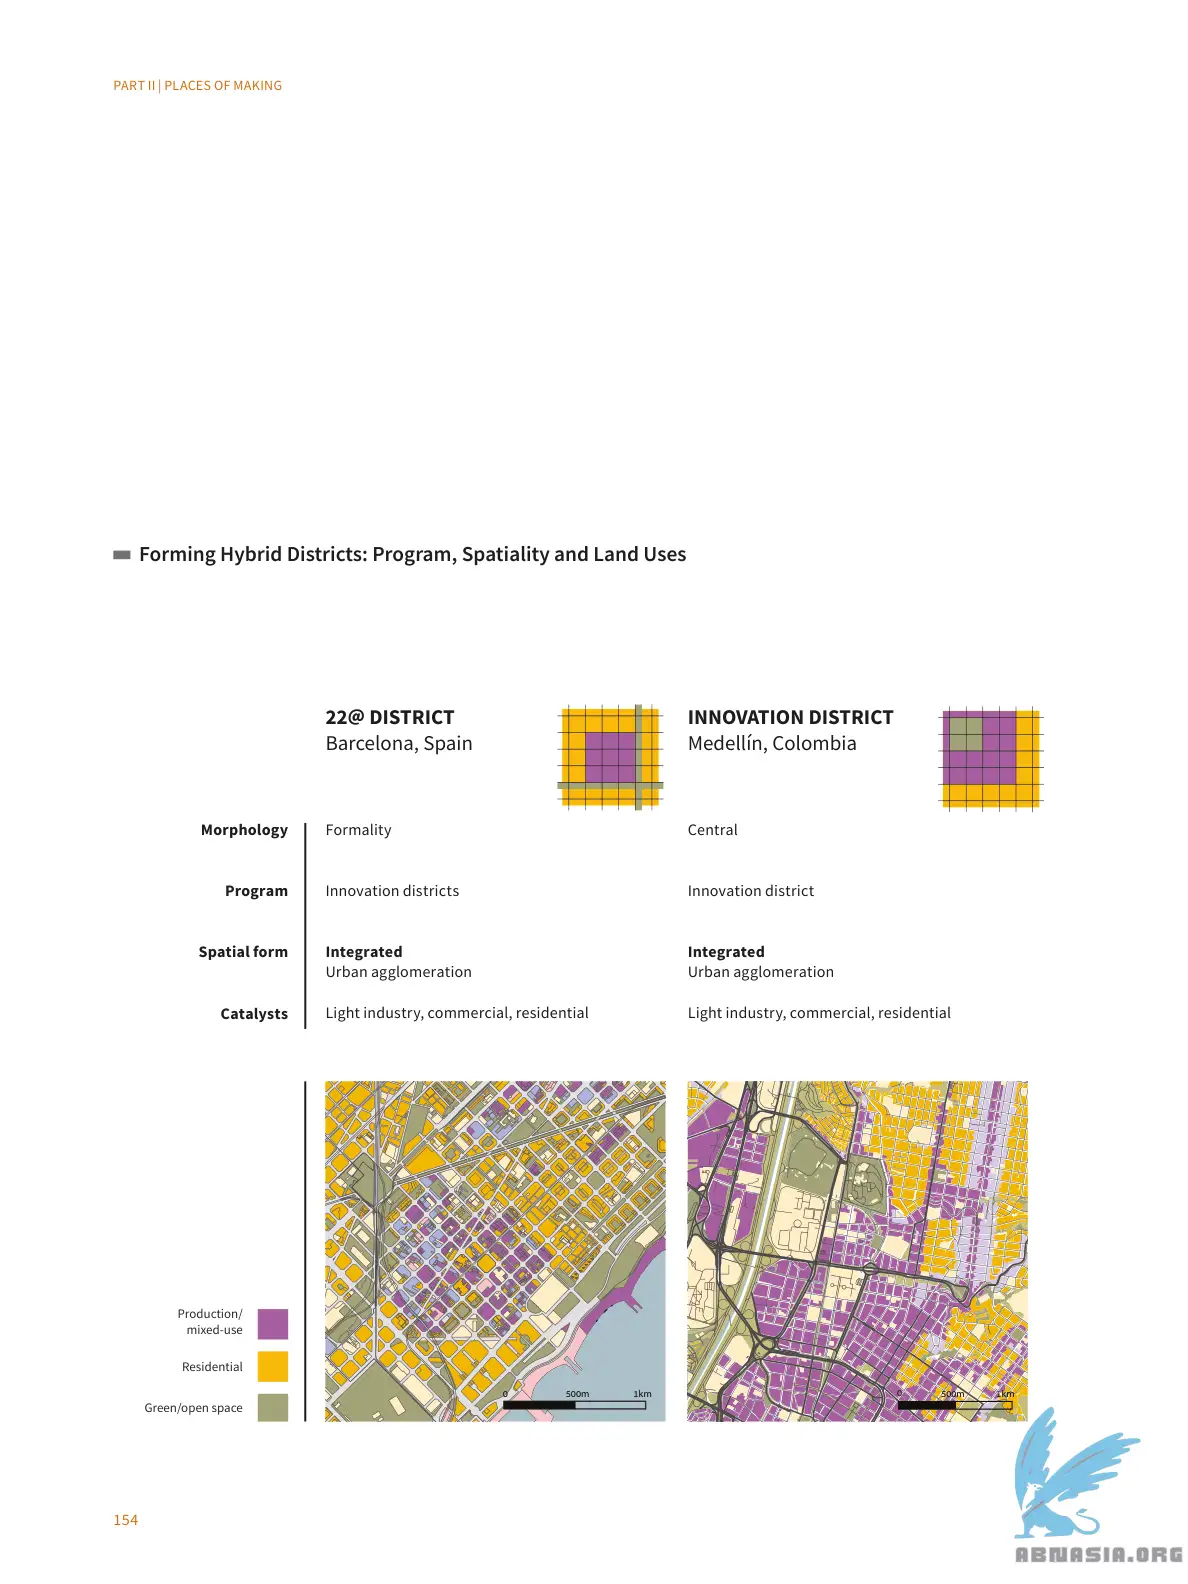 PART II | PLACES OF MAKING
Forming Hybrid Districts: Program, Spatiality and Land Uses
22@ DISTRICT
Barcelona, Spain
INNOVATION DISTRICT
Medellín, Colombia
Morphology
Formality
Central
Program
Innovation districts
Innovation district
Spatial form
Integrated
Urban agglomeration
Integrated
Urban agglomeration
Catalysts
Light industry, commercial, residential
Light industry, commercial, residential
Production/
mixed-use
Residential
Green/open space
0 500m 1km
0 500m 1km
154
ABNASIA.ORG